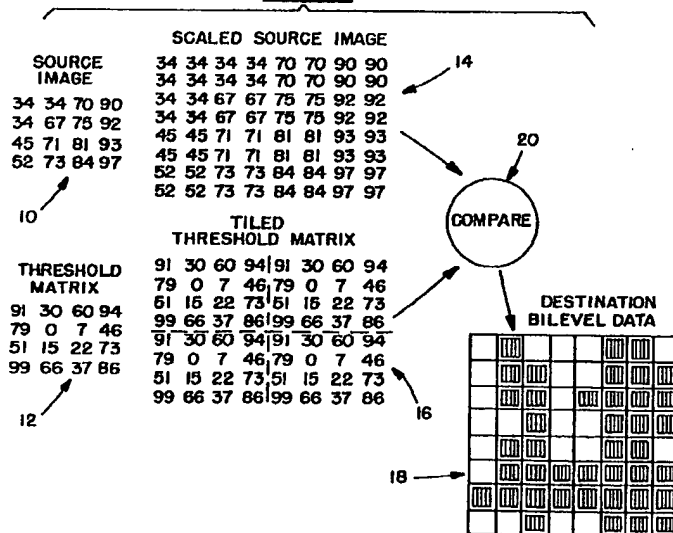 SCALED SOURCE IMAGE
34 34 34 34 70 70 90 90
34 34 34 34 70 70 90 90
34 34 67 67 75 75 92 92
34 34 67 67 75 75 92 92
45 45 71 71 81 81 93 93
45 45 71 71 81 81 93 93
52 52 73 73 84 84 97 97
52 52 73 73 84 84 97 97
14
SOURCE
IMAGE
34 34 70 90
34 67 75 92
45 71 81 93
52 73 84 97
10
20
COMPARE
TILED
THRESHOLD MATRIX
91 30 60 94 91 30 60 94
79 0 7 46 79 0 7 46
51 15 22 73 51 15 22 73
99 66 37 86 99 66 37 86
91 30 60 94 91 30 60 94
79 0 7 46 79 0 7 46
51 15 22 73 51 15 22 73
99 66 37 86 99 66 37 86
16
THRESHOLD
MATRIX
91 30 60 94
79 0 7 46
51 15 22 73
99 66 37 86
12
DESTINATION
BILEVEL DATA
18